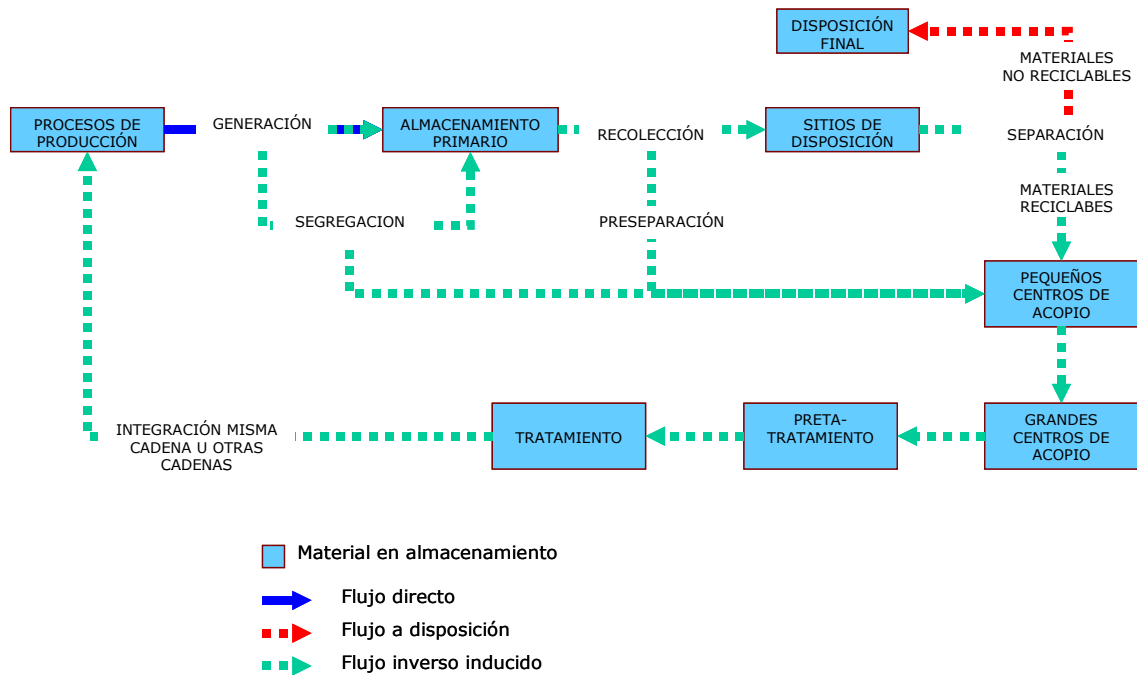 DISPOSICIÓN
FINAL
MATERIALES
NO RECICLABLES
PROCESOS DE
PRODUCCIÓN
GENERACIÓN
ALMACENAMIENTO
PRIMARIO
RECOLECCIÓN
SITIOS DE
DISPOSICIÓN
SEPARACIÓN
MATERIALES
RECICLABES
SEGREGACION
PRESEPARACIÓN
PEQUEÑOS
CENTROS DE
ACOPIO
INTEGRACIÓN MISMA
CADENA U OTRAS
CADENAS
TRATAMIENTO
PRETA-
TRATAMIENTO
GRANDES
CENTROS DE
ACOPIO
Material en almacenamiento
Flujo directo
Flujo a disposición
Flujo inverso inducido